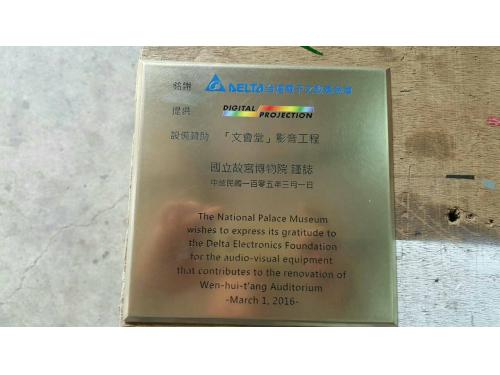 銘謝 DELTA 台達電子文教基金會
提供 DIGITAL PROJECTION
設備贊助 「文會堂」影音工程
國立故宮博物院 謹誌
中華民國一百零五年三月一日
The National Palace Museum
wishes to express its gratitude to
the Delta Electronics Foundation
for the audio-visual equipment
that contributes to the renovation of
Wen-hui-t'ang Auditorium
-March 1, 2016-